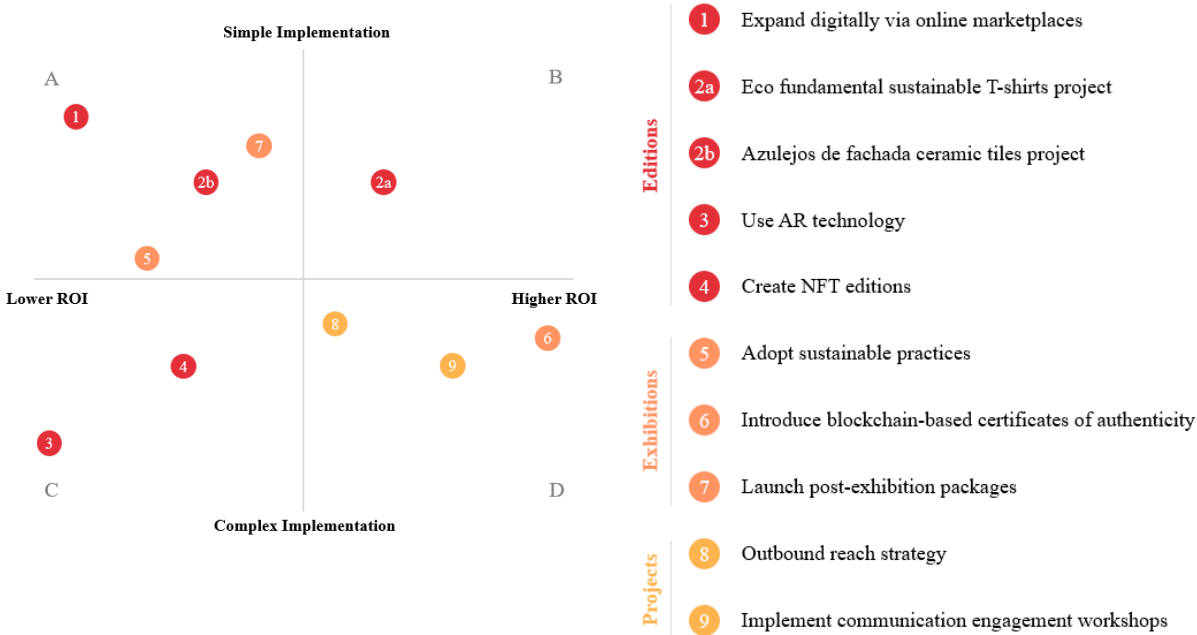 Simple Implementation
A
B
1
7
2b
2a
5
Lower ROI
Higher ROI
8
6
4
9
3
C
D
Complex Implementation
Editions
1 Expand digitally via online marketplaces
2a Eco fundamental sustainable T-shirts project
2b Azulejos de fachada ceramic tiles project
3 Use AR technology
4 Create NFT editions
Exhibitions
5 Adopt sustainable practices
6 Introduce blockchain-based certificates of authenticity
7 Launch post-exhibition packages
Projects
8 Outbound reach strategy
9 Implement communication engagement workshops